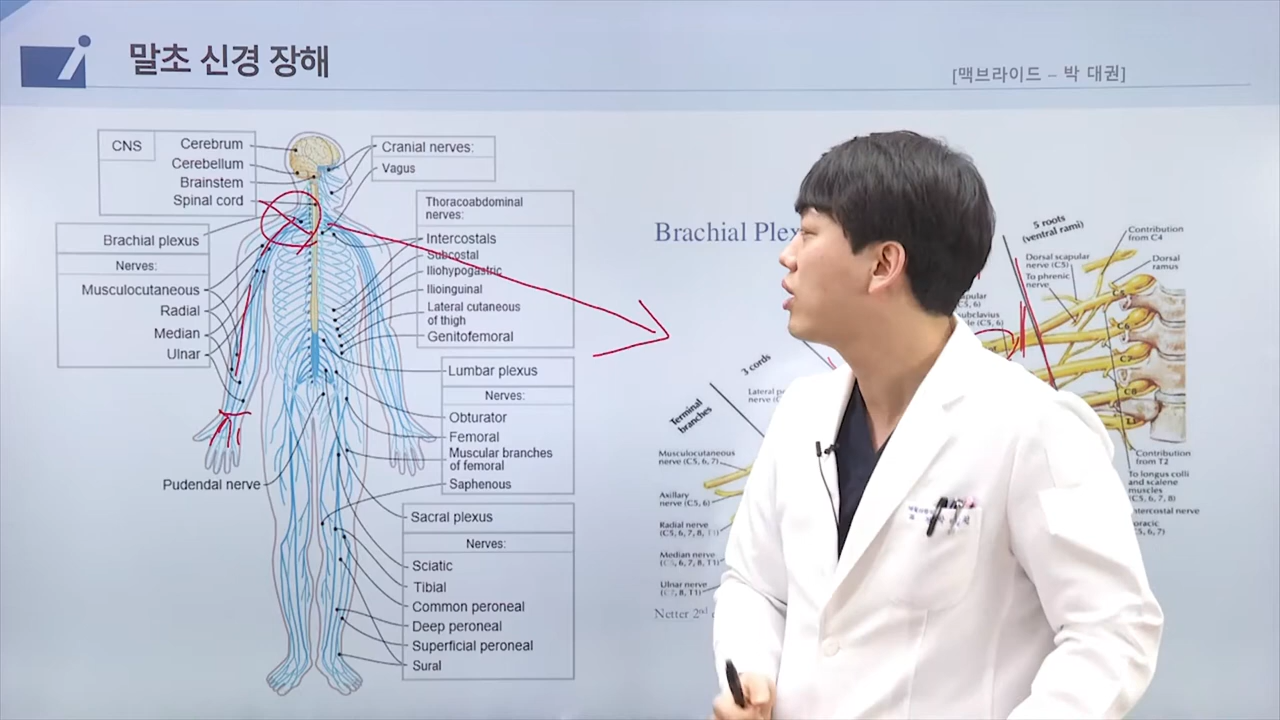 말초 신경 장해
[맥브라이드 – 박 대권]
CNS
Cerebrum
Cerebellum
Brainstem
Spinal cord
Cranial nerves:
Vagus
Brachial plexus
Nerves:
Musculocutaneous
Radial
Median
Ulnar
Thoracoabdominal
nerves:
Intercostals
Subcostal
Iliohypogastric
Ilioinguinal
Lateral cutaneous
of thigh
Genitofemoral
Lumbar plexus
Nerves:
Obturator
Femoral
Muscular branches
of femoral
Saphenous
Pudendal nerve
Sacral plexus
Nerves:
Sciatic
Tibial
Common peroneal
Deep peroneal
Superficial peroneal
Sural
Brachial
5 roots
(ventral rami)
Contribution
from C4
Dorsal scapular
nerve (C5)
Dorsal
ramus
To phrenic
nerve
(C5, 6)
3 cords
Lateral
Terminal
branches
Musculocutaneous
nerve (C5, 6, 7)
Axillary
nerve (C5, 6)
Radial nerve
Median nerve
Ulnar nerve
Contribution
from T2
To longus colli
and scalene
muscles
(C5, 6, 7, 8)
nerve
Netter 2nd